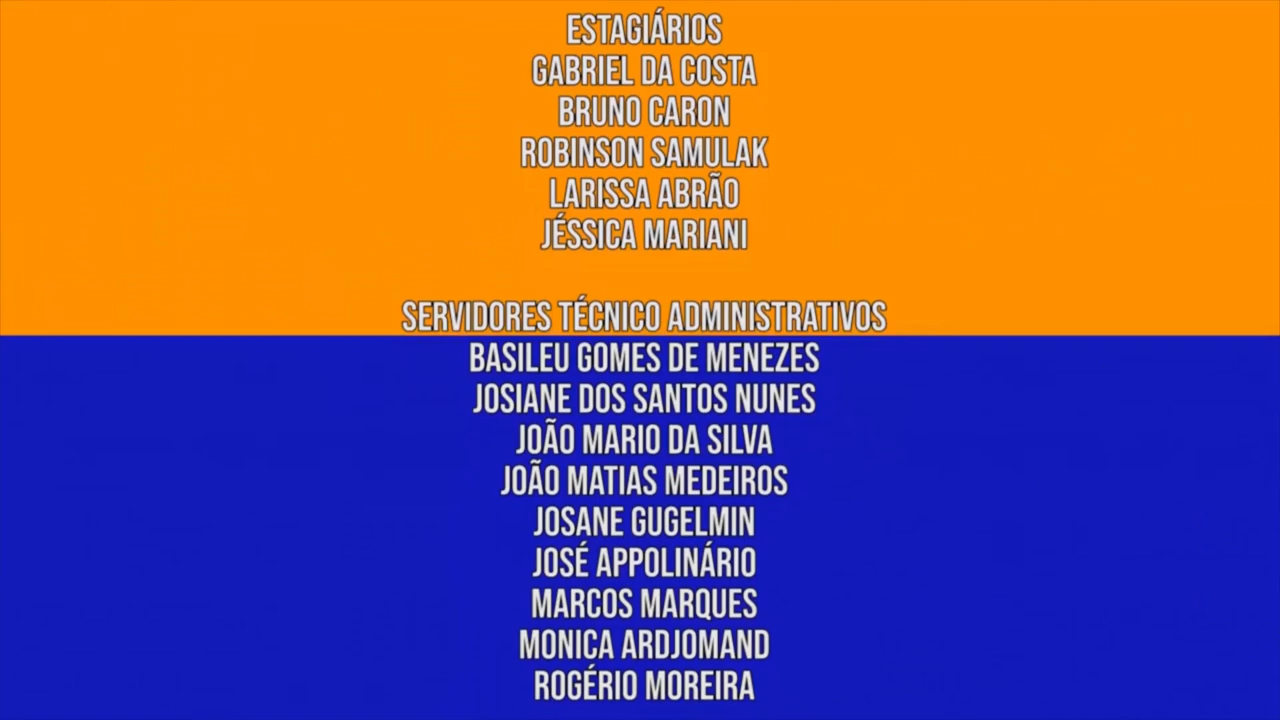 ESTAGIÁRIOS
GABRIEL DA COSTA
BRUNO CARON
ROBINSON SAMULAK
LARISSA ABRÃO
JÉSSICA MARIANI
SERVIDORES TÉCNICO ADMINISTRATIVOS
BASILEU GOMES DE MENEZES
JOSIANE DOS SANTOS NUNES
JOÃO MARIO DA SILVA
JOÃO MATIAS MEDEIROS
JOSANE GUGELMIN
JOSÉ APPOLINÁRIO
MARCOS MARQUES
MONICA ARDJOMAND
ROGÉRIO MOREIRA